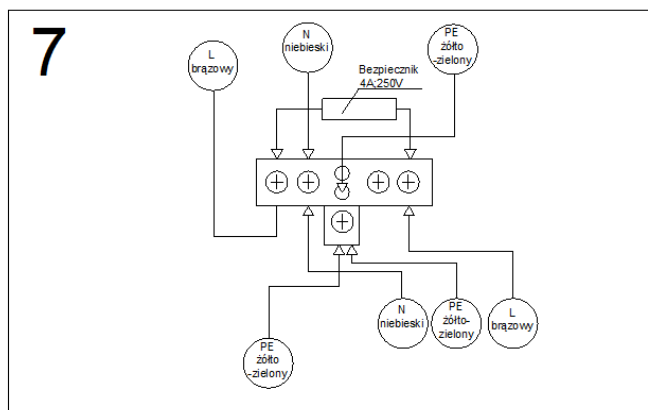 7
L
brązowy
N
niebieski
PE
żółto
-zielony
Bezpiecznik
4A;250V
N
niebieski
PE
żółto-
zielony
L
brązowy
PE
żółto
-zielony